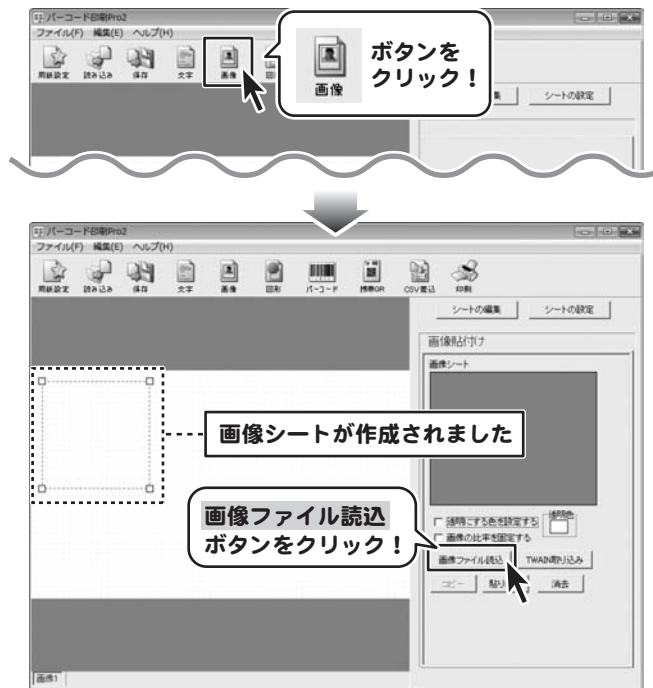 バーコード印刷Pro2
ファイル(F) 編集(E) ヘルプ(H)
用紙設定 読み込み 保存 文字 画像
画像
ボタンを
クリック！
シートの設定
バーコード印刷Pro2
ファイル(F) 編集(E) ヘルプ(H)
用紙設定 読み込み 保存 文字 画像 図形 バーコード 携帯QR CSV差込 印刷
シートの編集 シートの設定
画像貼付け
画像シート
画像シートが作成されました
画像ファイル読込
ボタンをクリック！
透明にする色を設定する 透明色
画像の比率を固定する
画像ファイル読込 TWAIN取り込み
コピー 消去
画像1